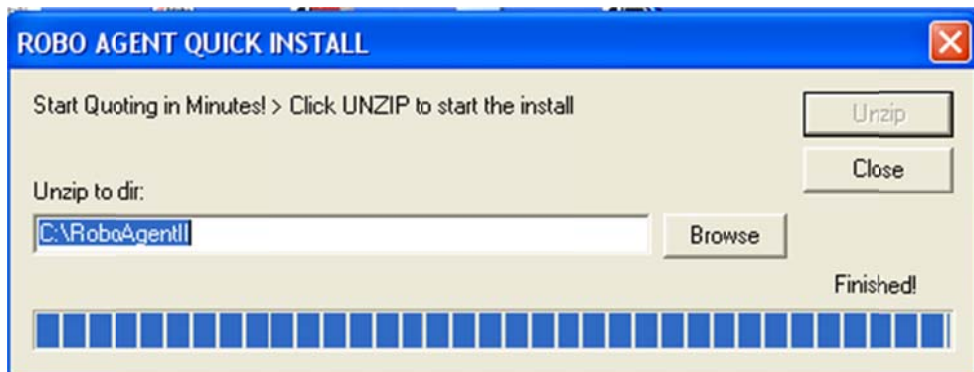 ROBO AGENT QUICK INSTALL
Start Quoting in Minutes! > Click UNZIP to start the install
Unzip
Close
Unzip to dir:
C:\RoboAgentII
Browse
Finished!